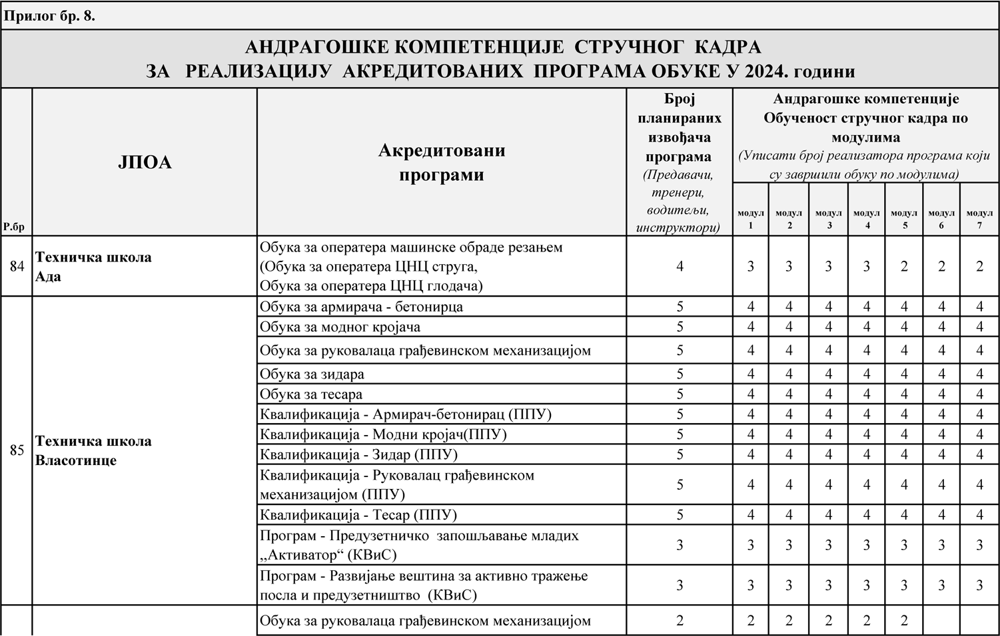 Прилог бр. 8.
АНДРАГОШКЕ КОМПЕТЕНЦИЈЕ СТРУЧНОГ КАДРА
ЗА РЕАЛИЗАЦИЈУ АКРЕДИТОВАНИХ ПРОГРАМА ОБУКЕ У 2024. години
Р.бр
ЈПОА
Акредитовани
програми
Број
планираних
извођача
програма
(Предавачи,
тренери,
водитељи,
инструктори)
Андрагошке компетенције
Обученост стручног кадра по
модулима
(Уписати број реализатора програма који
су завршили обуку по модулима)
модул 1 модул 2 модул 3 модул 4 модул 5 модул 6 модул 7
84
Техничка школа
Ада
Обука за оператера машинске обраде резањем
(Обука за оператера ЦНЦ струга,
Обука за оператера ЦНЦ глодача)
4 3 3 3 3 2 2 2
85
Техничка школа
Власотинце
Обука за армирача - бетонирца 5 4 4 4 4 4 4 4
Обука за модног кројача 5 4 4 4 4 4 4 4
Обука за руковалаца грађевинском механизацијом 5 4 4 4 4 4 4 4
Обука за зидара 5 4 4 4 4 4 4 4
Обука за тесара 5 4 4 4 4 4 4 4
Квалификација - Армирач-бетонирац (ППУ) 5 4 4 4 4 4 4 4
Квалификација - Модни кројач(ППУ) 5 4 4 4 4 4 4 4
Квалификација - Зидар (ППУ) 5 4 4 4 4 4 4 4
Квалификација - Руковалац грађевинском
механизацијом (ППУ) 5 4 4 4 4 4 4 4
Квалификација - Тесар (ППУ) 5 4 4 4 4 4 4 4
Програм - Предузетничко запошљавање младих
,,Активатор“ (КВиС) 3 3 3 3 3 3 3 3
Програм - Развијање вештина за активно тражење
посла и предузетништво (КВиС) 3 3 3 3 3 3 3 3
Обука за руковалаца грађевинском механизацијом 2 2 2 2 2 2